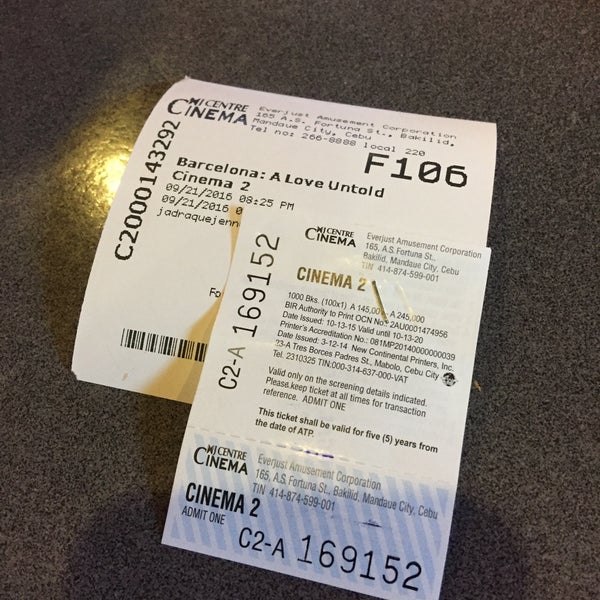 C2000143292
CMJ CENTRE
CINEMA
Everjust Amusement Corporation
165 A.S. Fortuna St., Bakilid,
Mandaue City, Cebu
Tel no: 266-8888 local 220
F106
Barcelona: A Love Untold
Cinema 2
09/21/2016 08:25 PM
09/21/2016 0
jadraquejenn
Fo
C2-A 169152
CENTRE
CINEMA
Everjust Amusement Corporation
165, A.S. Fortuna St.,
Bakilid, Mandaue City, Cebu
TIN 414-874-599-001
CINEMA 2
1000 Bks. (100x1) A 145,001 - A 245,000
BIR Authority to Print OCN No.: 2AU0001474956
Date Issued: 10-13-15 Valid until 10-13-20
Printer's Accreditation No.: 081MP20140000000039
Date Issued: 3-12-14 New Continental Printers, Inc.
23-A Tres Borces Padres St., Mabolo, Cebu City
Tel. 2310325 TIN.000-314-637-000-VAT
Valid only on the screening details indicated.
Please.keep ticket at all times for transaction
reference. ADMIT ONE
This ticket shall be valid for five (5) years from
the date of ATP.
CENTRE
CINEMA
Everjust Amusement Corporation
165, A.S. Fortuna St., Bakilid, Mandaue City, Cebu
TIN 414-874-599-001
CINEMA 2
ADMIT ONE
C2-A 169152